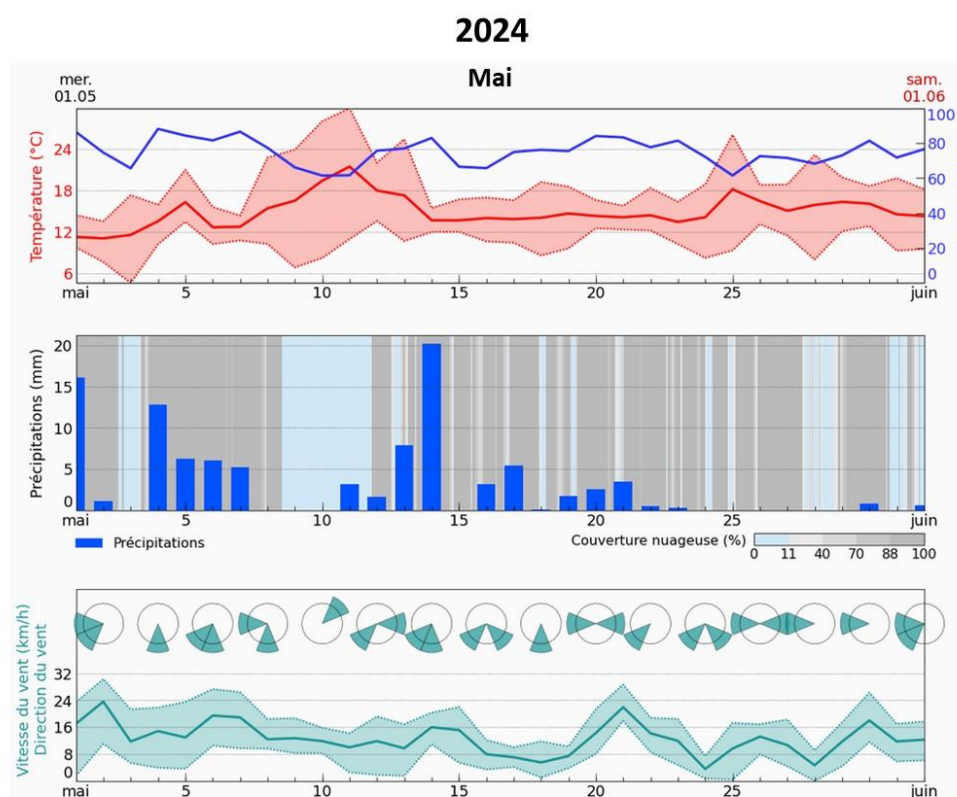 2024
Mai
mer.
01.05
sam.
01.06
Température (°C)
24
18
12
6
100
80
60
40
20
0
mai 5 10 15 20 25 juin
Précipitations (mm)
20
15
10
5
0
mai 5 10 15 20 25 juin
Précipitations
Couverture nuageuse (%)
0 11 40 70 88 100
Vitesse du vent (km/h)
Direction du vent
32
24
16
8
0
mai 5 10 15 20 25 juin